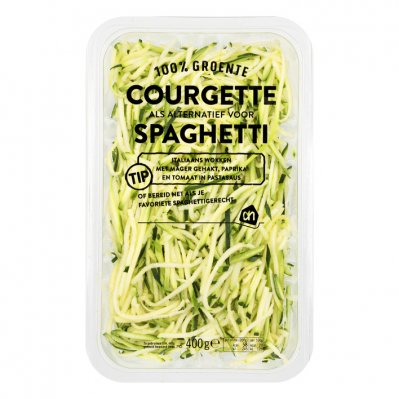 100% GROENTE
COURGETTE
ALS ALTERNATIEF VOOR
SPAGHETTI
TIP
ITALIAANS WOKKEN
MET MAGER GEHAKT, PAPRIKA
EN TOMAAT IN PASTASAUS
OF BEREID NET ALS JE
FAVORIETE SPAGHETTIGERECHT.
ah
400g e